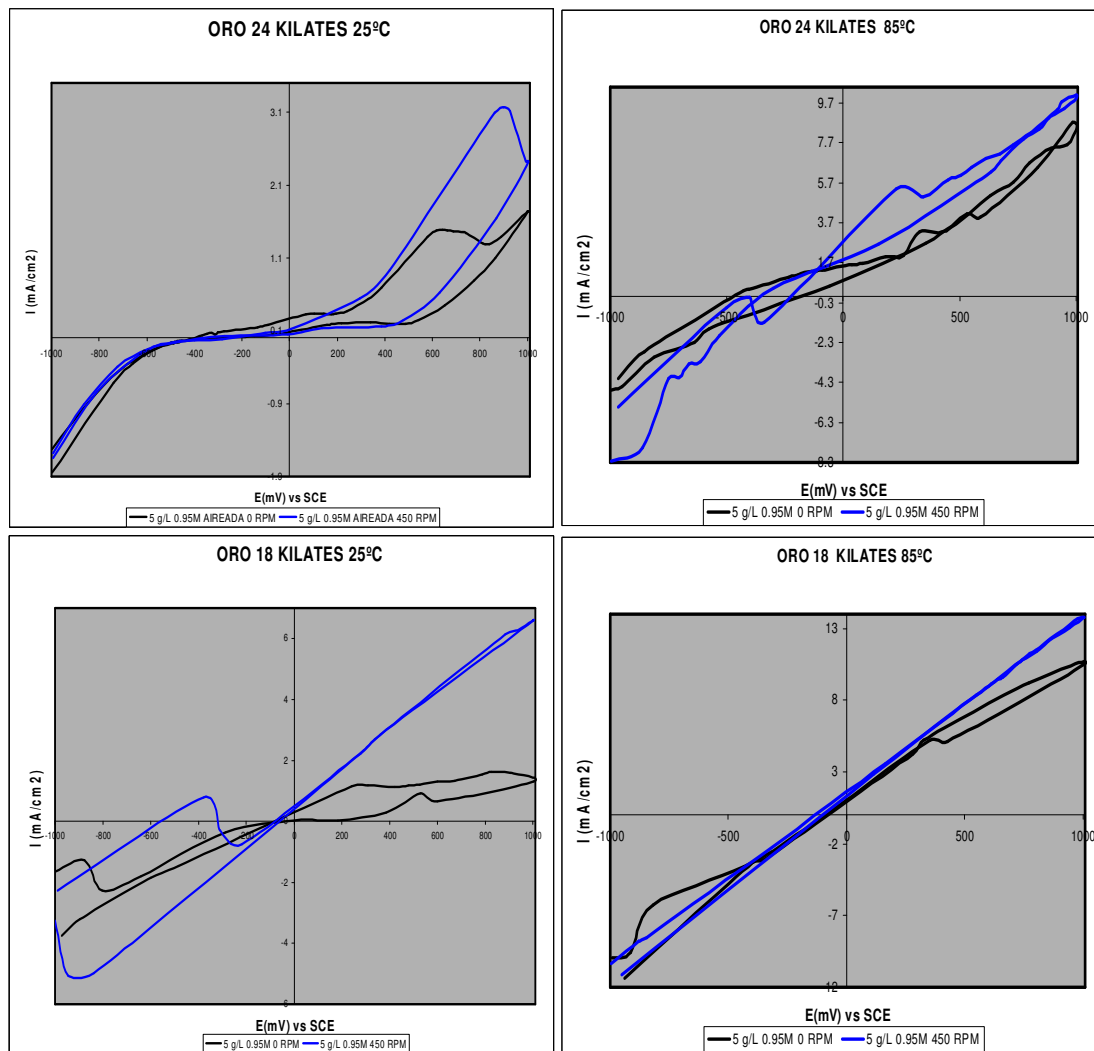 ORO 24 KILATES 25ºC
I (mA/cm2)
3.1
2.1
1.1
0.1
-0.9
-1.9
-1000 -800 -600 -400 -200 0 200 400 600 800 1000
E(mV) vs SCE
5 g/L 0.95M AIREADA 0 RPM 5 g/L 0.95M AIREADA 450 RPM
ORO 24 KILATES 85ºC
I (mA/cm2)
9.7
7.7
5.7
3.7
1.7
-0.3
-2.3
-4.3
-6.3
-8.3
-1000 -500 0 500 1000
E(mV) vs SCE
5 g/L 0.95M 0 RPM 5 g/L 0.95M 450 RPM
ORO 18 KILATES 25ºC
I (mA/cm2)
6
4
2
0
-2
-4
-6
-1000 -800 -600 -400 -200 0 200 400 600 800 1000
E(mV) vs SCE
5 g/L 0.95M 0 RPM 5 g/L 0.95M 450 RPM
ORO 18 KILATES 85ºC
I (mA/cm2)
13
8
3
-2
-7
-12
-1000 -500 0 500 1000
E(mV) vs SCE
5 g/L 0.95M 0 RPM 5 g/L 0.95M 450 RPM